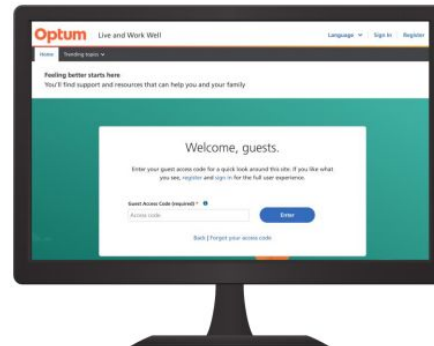 Optum Live and Work Well Language Sign In Register
Home Trending topics
Feeling better starts here
You'll find support and resources that can help you and your family
Welcome, guests.
Enter your guest access code for a quick look around this site. If you like what
you see, register and sign in for the full user experience.
Guest Access Code (required) *
Access code Enter
Back | Forgot your access code